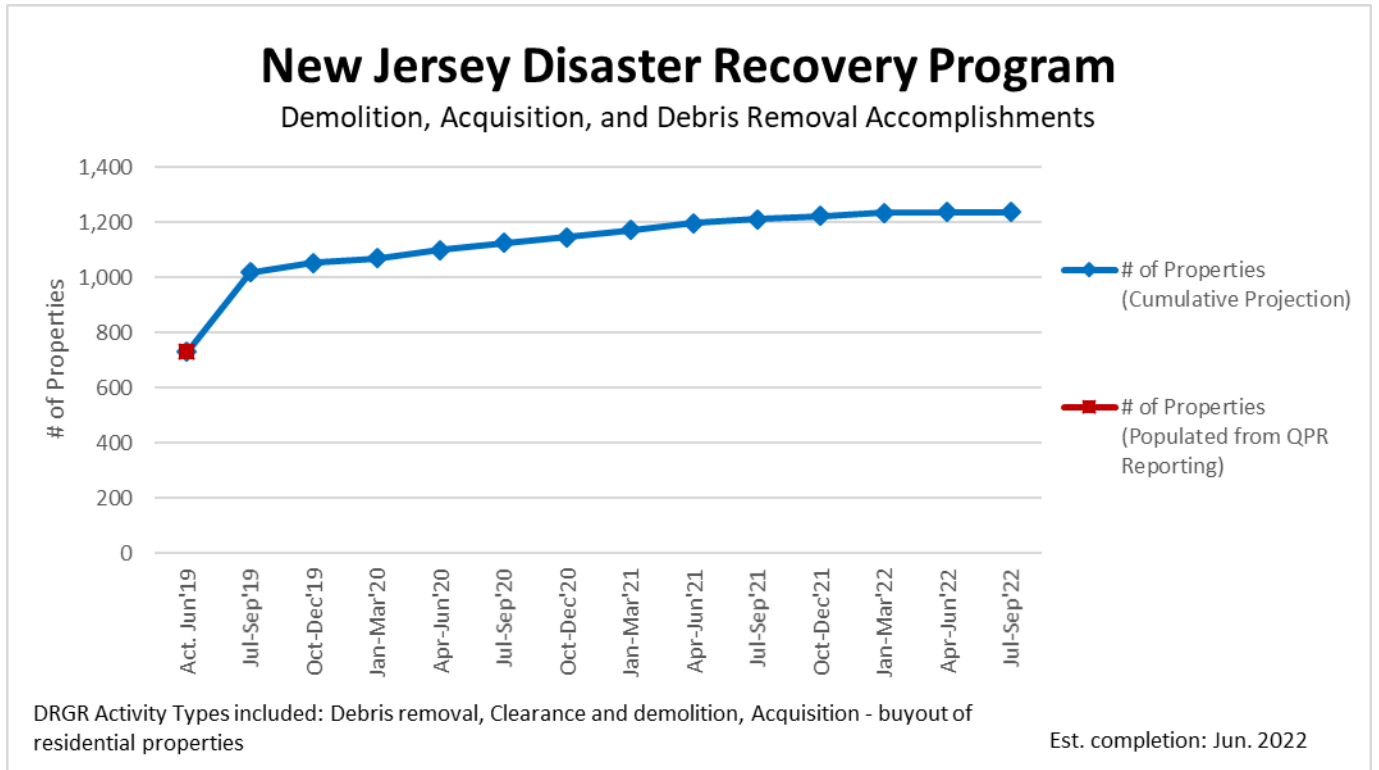 New Jersey Disaster Recovery Program
Demolition, Acquisition, and Debris Removal Accomplishments
# of Properties
1,400
1,200
1,000
800
600
400
200
0
Act. Jun'19
Jul-Sep'19
Oct-Dec'19
Jan-Mar'20
Apr-Jun'20
Jul-Sep'20
Oct-Dec'20
Jan-Mar'21
Apr-Jun'21
Jul-Sep'21
Oct-Dec'21
Jan-Mar'22
Apr-Jun'22
Jul-Sep'22
# of Properties
(Cumulative Projection)
# of Properties
(Populated from QPR
Reporting)
DRGR Activity Types included: Debris removal, Clearance and demolition, Acquisition - buyout of
residential properties
Est. completion: Jun. 2022